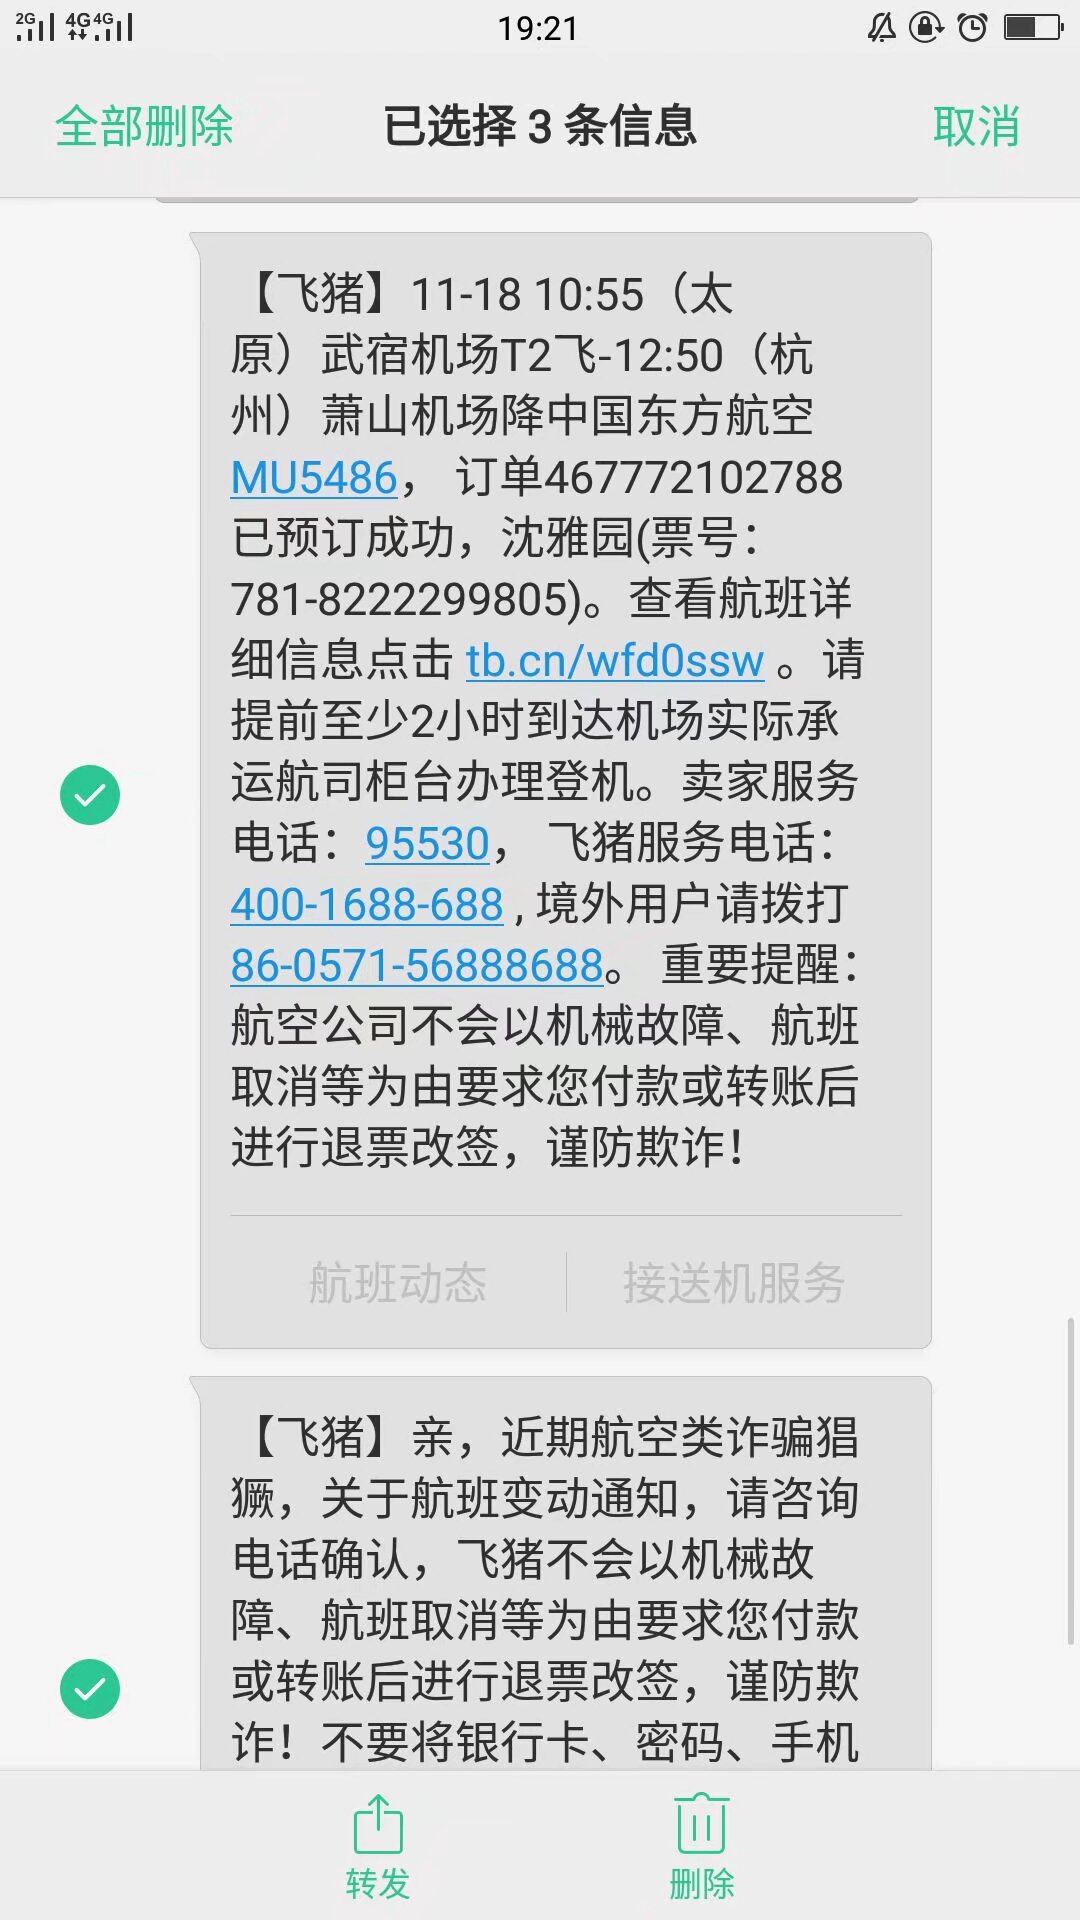 2G 4G 4G 19:21
全部删除 已选择 3 条信息 取消
【飞猪】11-18 10:55（太
原）武宿机场T2飞-12:50（杭
州）萧山机场降中国东方航空
MU5486， 订单467772102788
已预订成功，沈雅园(票号：
781-8222299805)。查看航班详
细信息点击 tb.cn/wfd0ssw 。请
提前至少2小时到达机场实际承
运航司柜台办理登机。卖家服务
电话：95530， 飞猪服务电话：
400-1688-688 , 境外用户请拨打
86-0571-56888688。 重要提醒：
航空公司不会以机械故障、航班
取消等为由要求您付款或转账后
进行退票改签，谨防欺诈！
航班动态 接送机服务
【飞猪】亲，近期航空类诈骗猖
獗，关于航班变动通知，请咨询
电话确认，飞猪不会以机械故
障、航班取消等为由要求您付款
或转账后进行退票改签，谨防欺
诈！不要将银行卡、密码、手机
转发 删除